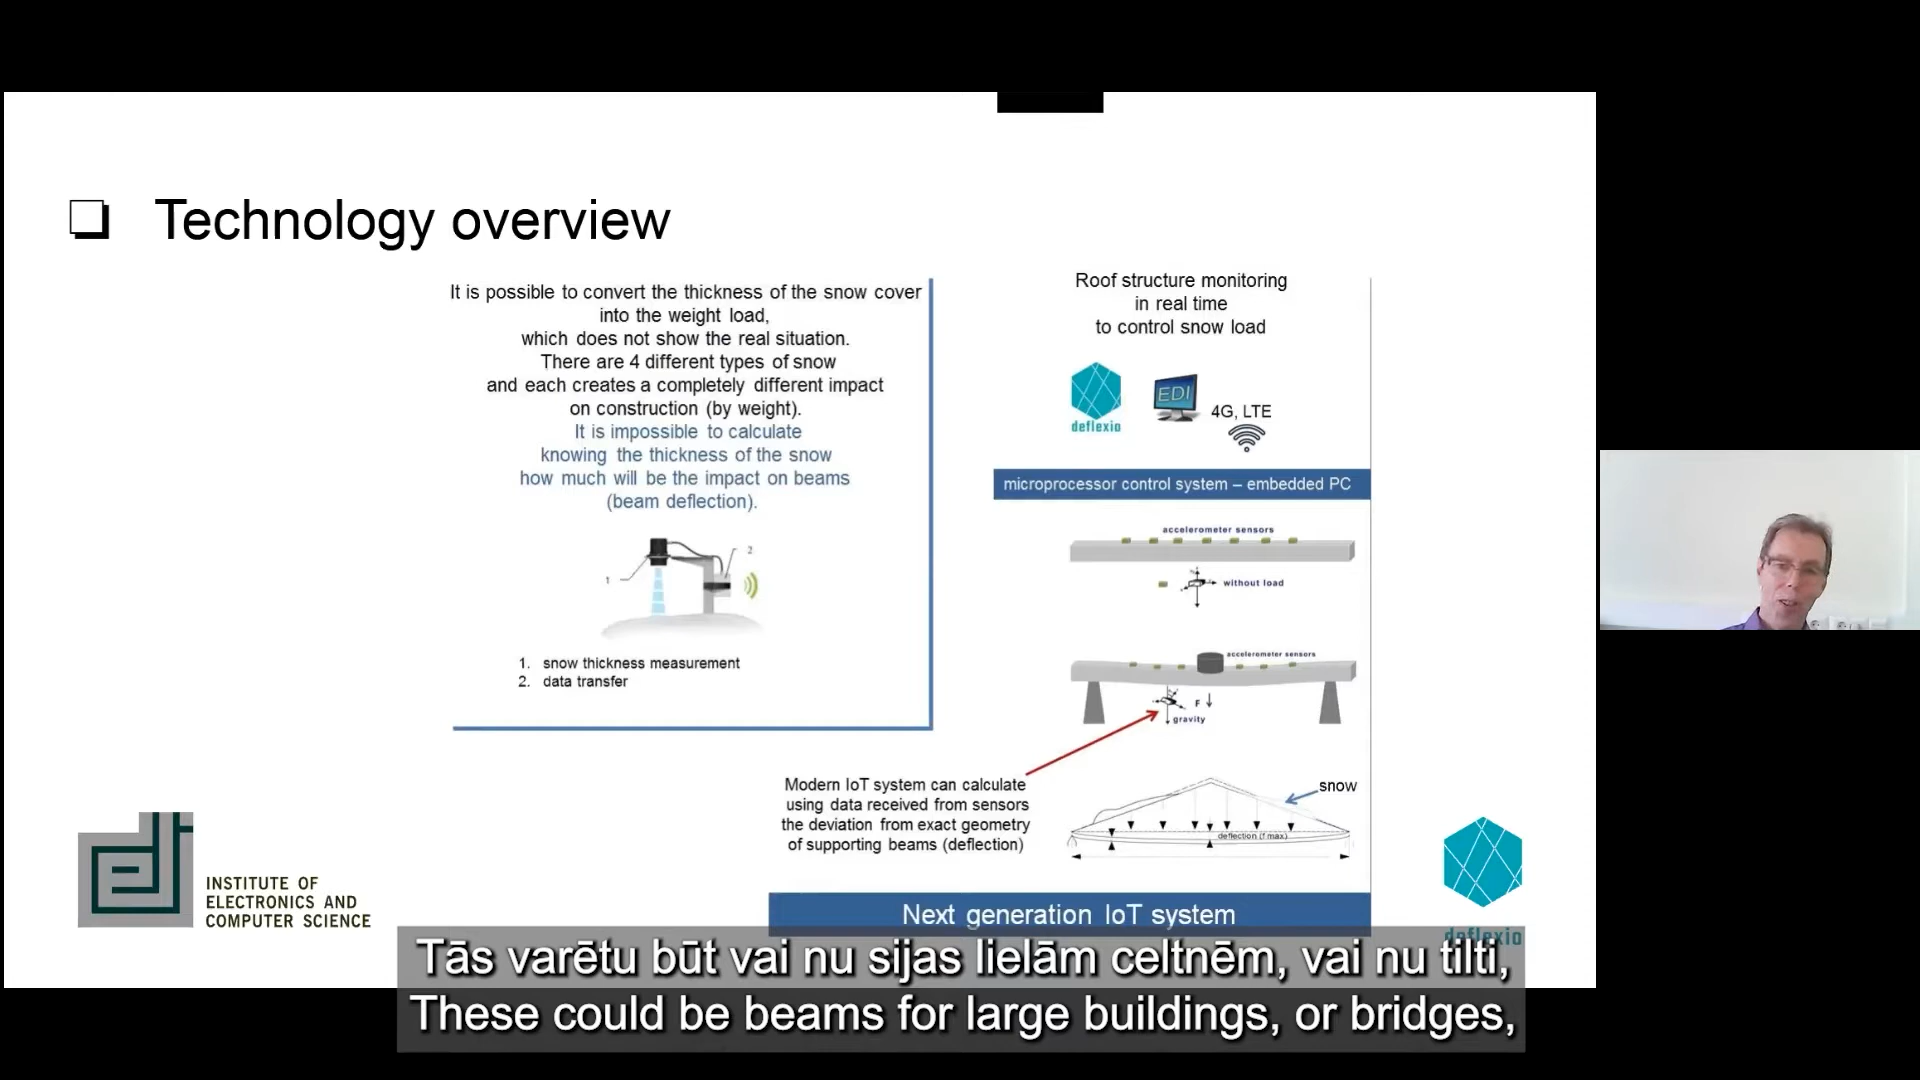 ❏ Technology overview
It is possible to convert the thickness of the snow cover
into the weight load,
which does not show the real situation.
There are 4 different types of snow
and each creates a completely different impact
on construction (by weight).
It is impossible to calculate
knowing the thickness of the snow
how much will be the impact on beams
(beam deflection).
1
2
1. snow thickness measurement
2. data transfer
Roof structure monitoring
in real time
to control snow load
deflexio
EDI
4G, LTE
microprocessor control system – embedded PC
accelerometer sensors
without load
accelerometer sensors
F
gravity
Modern IoT system can calculate
using data received from sensors
the deviation from exact geometry
of supporting beams (deflection)
snow
deflection (f max)
Next generation IoT system
INSTITUTE OF
ELECTRONICS AND
COMPUTER SCIENCE
deflexio
Tās varētu būt vai nu sijas lielām celtnēm, vai nu tilti,
These could be beams for large buildings, or bridges,